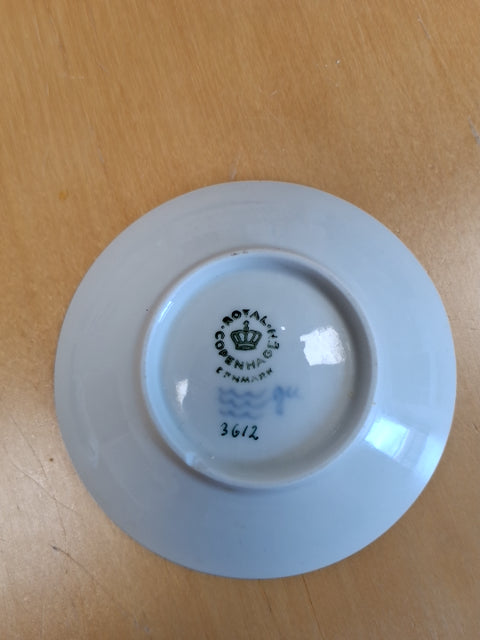 ROYAL
COPENHAGEN
DENMARK
3612